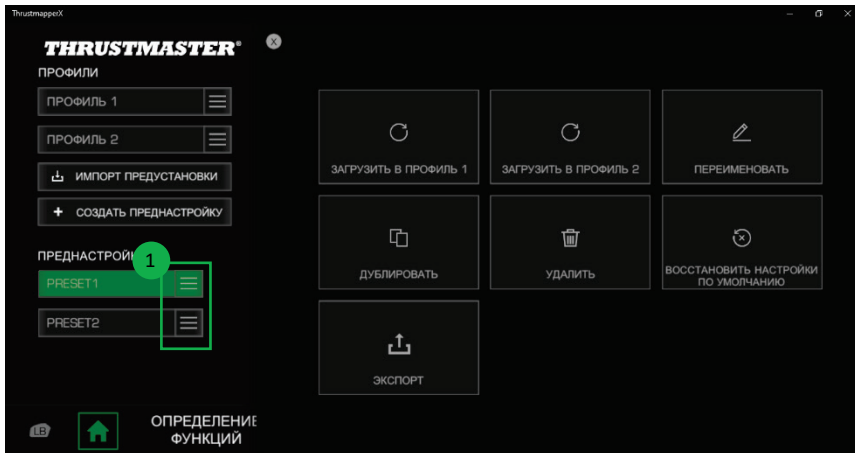 ThrustmapperX
THRUSTMASTER®
X
ПРОФИЛИ
ПРОФИЛЬ 1
ПРОФИЛЬ 2
ИМПОРТ ПРЕДУСТАНОВКИ
+ СОЗДАТЬ ПРЕДНАСТРОЙКУ
ПРЕДНАСТРОЙ
1
PRESET1
PRESET2
LB
ОПРЕДЕЛЕНИЕ
ФУНКЦИЙ
ЗАГРУЗИТЬ В ПРОФИЛЬ 1
ЗАГРУЗИТЬ В ПРОФИЛЬ 2
ПЕРЕИМЕНОВАТЬ
ДУБЛИРОВАТЬ
УДАЛИТЬ
ВОССТАНОВИТЬ НАСТРОЙКИ
ПО УМОЛЧАНИЮ
ЭКСПОРТ